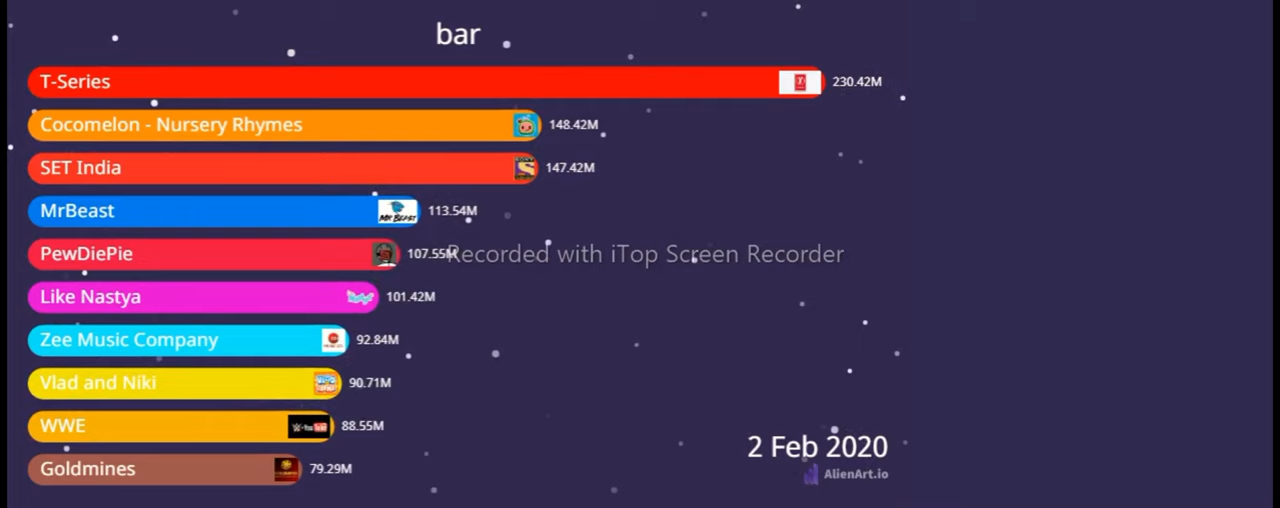 bar
T-Series 230.42M
Cocomelon - Nursery Rhymes 148.42M
SET India 147.42M
MrBeast MR BEAST 113.54M
PewDiePie 107.55M
Recorded with iTop Screen Recorder
Like Nastya 101.42M
Zee Music Company 92.84M
Vlad and Niki 90.71M
WWE 88.55M
Goldmines 79.29M
2 Feb 2020
AlienArt.io